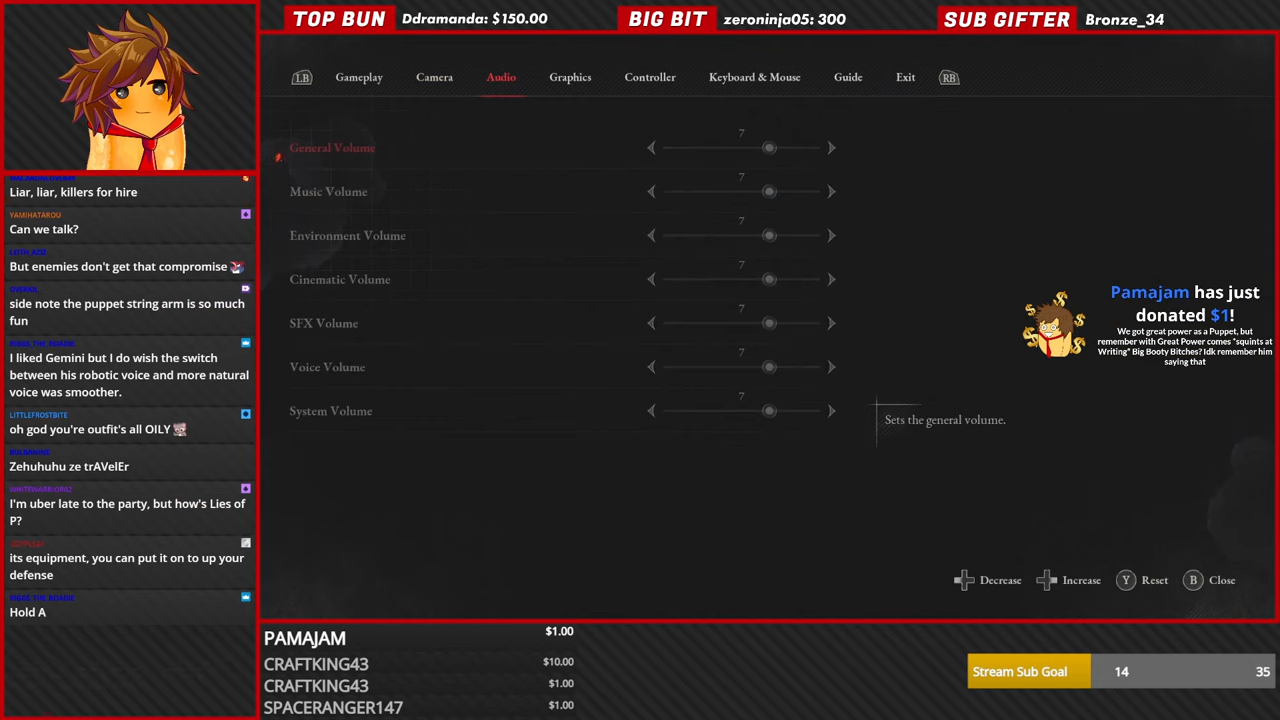 TOP BUN Ddramanda: $150.00 BIG BIT zeroninja05: 300 SUB GIFTER Bronze_34
LB Gameplay Camera Audio Graphics Controller Keyboard & Mouse Guide Exit RB
General Volume 7
Music Volume 7
Environment Volume 7
Cinematic Volume 7
SFX Volume 7
Voice Volume 7
System Volume 7
Sets the general volume.
Decrease Increase Y Reset B Close
Liar, liar, killers for hire
YAMIHATAROU
Can we talk?
LEITH_AZIZ
But enemies don't get that compromise
side note the puppet string arm is so much
fun
I liked Gemini but I do wish the switch
between his robotic voice and more natural
voice was smoother.
LITTLEFROSTBITE
oh god you're outfit's all OILY
Zehuhuhu ze trAVelEr
WHITEWARRIOR42
I'm uber late to the party, but how's Lies of
P?
its equipment, you can put it on to up your
defense
Hold A
Pamajam has just
donated $1!
We got great power as a Puppet, but
remember with Great Power comes *squints at
Writing* Big Booty Bitches? Idk remember him
saying that
PAMAJAM $1.00
CRAFTKING43 $10.00
CRAFTKING43 $1.00
SPACERANGER147 $1.00
Stream Sub Goal 14 35